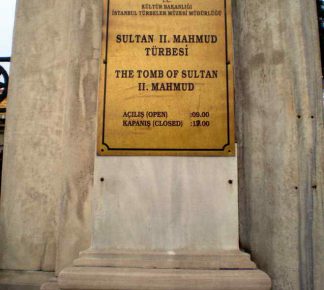 T.C.
KÜLTÜR BAKANLIĞI
İSTANBUL TÜRBELER MÜZESİ MÜDÜRLÜĞÜ
SULTAN II. MAHMUD
TÜRBESİ
THE TOMB OF SULTAN
II. MAHMUD
AÇILIŞ (OPEN) :09.00
KAPANIŞ (CLOSED) :17.00